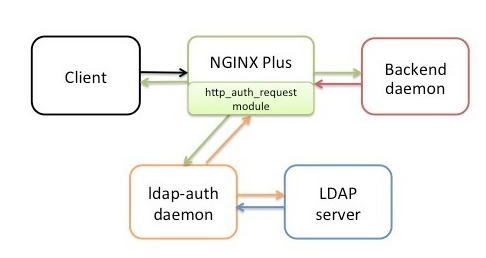 Client
NGINX Plus
http_auth_request
module
Backend
daemon
ldap-auth
daemon
LDAP
server